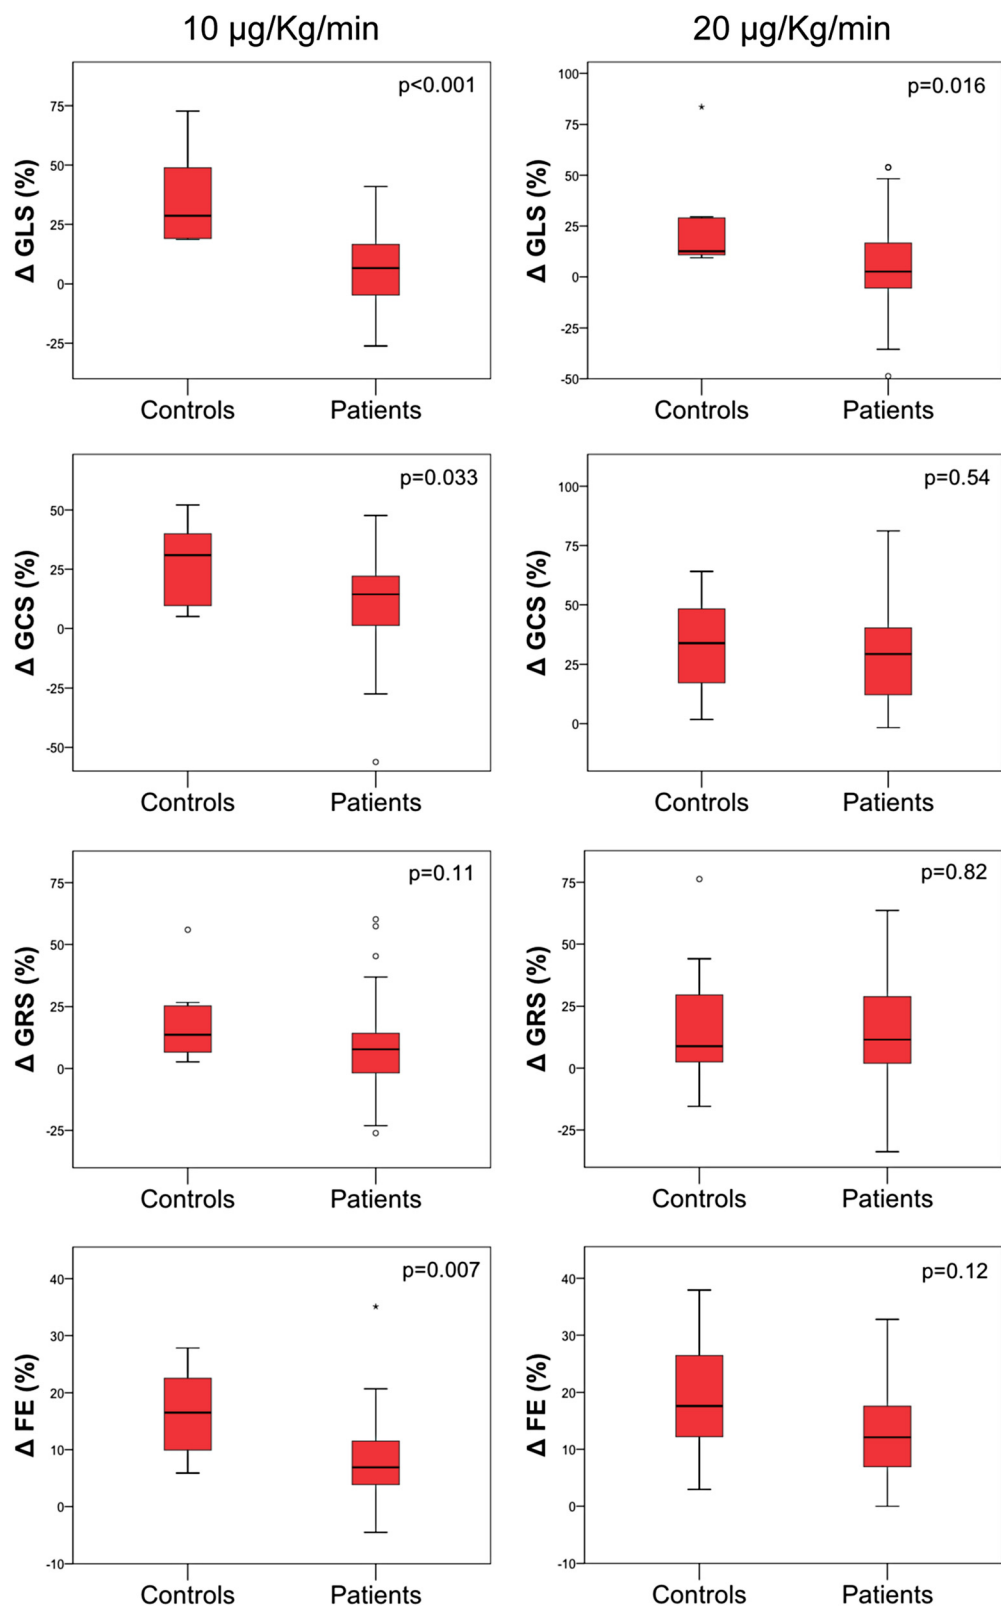 10 µg/Kg/min 20 µg/Kg/min
Δ GLS (%)
75
50
25
0
-25
p<0.001
Controls Patients
Δ GLS (%)
100
75
50
25
0
-25
-50
p=0.016
Controls Patients
Δ GCS (%)
50
25
0
-25
-50
p=0.033
Controls Patients
Δ GCS (%)
100
75
50
25
0
p=0.54
Controls Patients
Δ GRS (%)
75
50
25
0
-25
p=0.11
Controls Patients
Δ GRS (%)
75
50
25
0
-25
p=0.82
Controls Patients
Δ FE (%)
40
30
20
10
0
-10
p=0.007
Controls Patients
Δ FE (%)
40
30
20
10
0
-10
p=0.12
Controls Patients